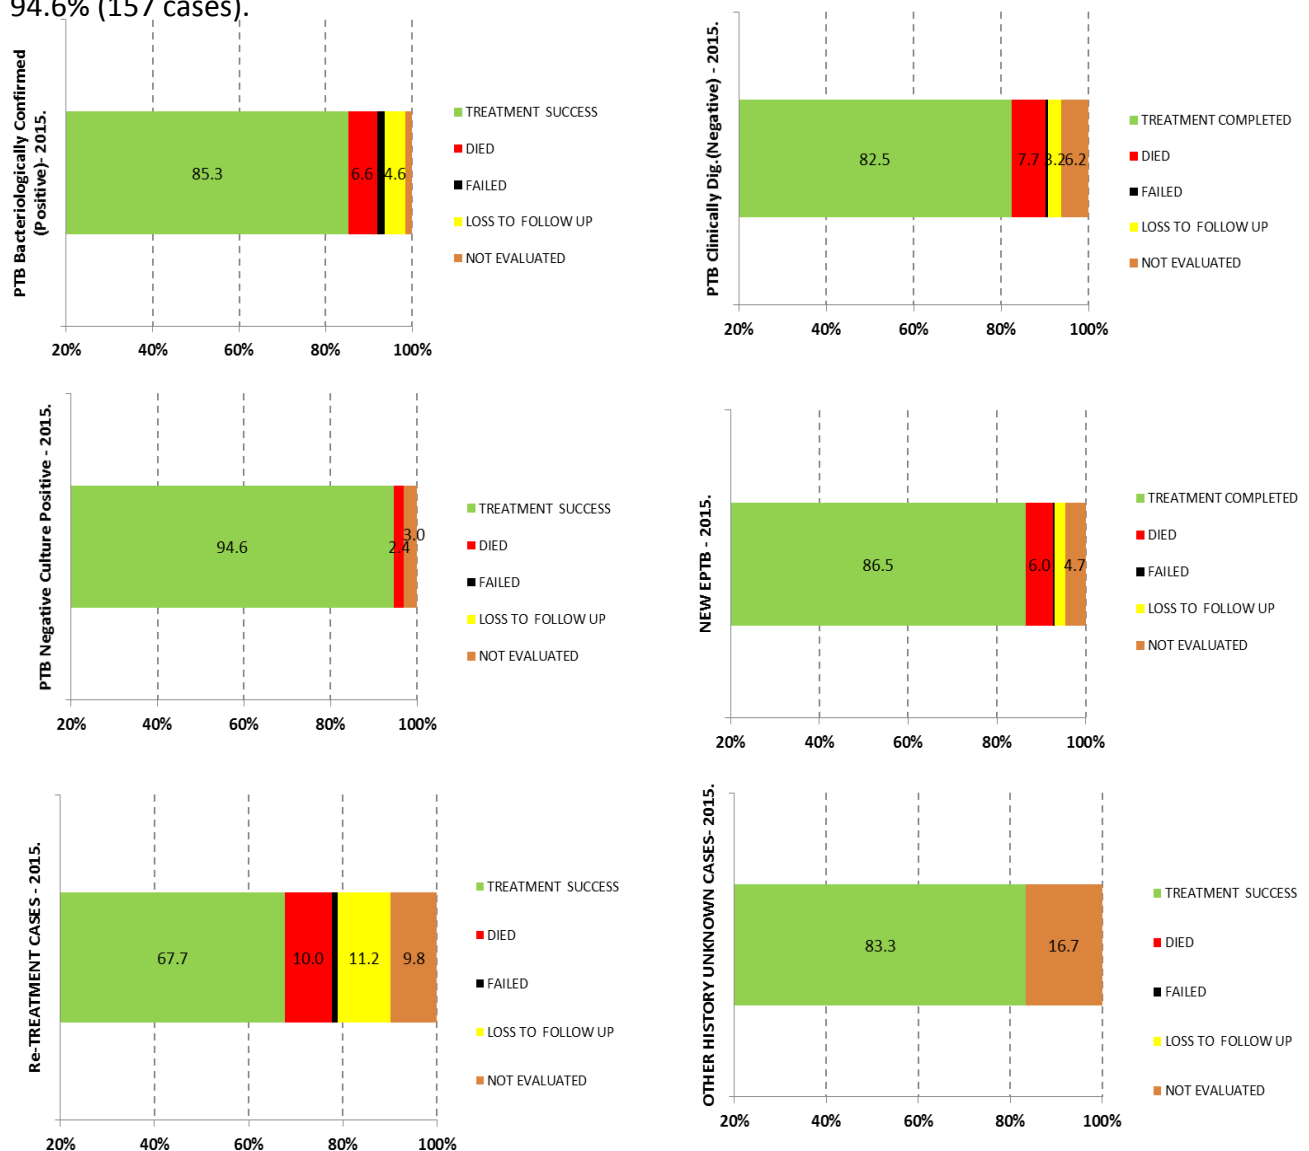 94.6% (157 cases).
PTB Bacteriologically Confirmed
(Positive)- 2015.
85.3
6.6
4.6
TREATMENT SUCCESS
DIED
FAILED
LOSS TO FOLLOW UP
NOT EVALUATED
20%
40%
60%
80%
100%
PTB Clinically Dig.(Negative) - 2015.
82.5
7.7
3.2
6.2
TREATMENT COMPLETED
DIED
FAILED
LOSS TO FOLLOW UP
NOT EVALUATED
20%
40%
60%
80%
100%
PTB Negative Culture Positive - 2015.
94.6
2.4
3.0
TREATMENT SUCCESS
DIED
FAILED
LOSS TO FOLLOW UP
NOT EVALUATED
20%
40%
60%
80%
100%
NEW EPTB - 2015.
86.5
6.0
4.7
TREATMENT COMPLETED
DIED
FAILED
LOSS TO FOLLOW UP
NOT EVALUATED
20%
40%
60%
80%
100%
Re-TREATMENT CASES - 2015.
67.7
10.0
11.2
9.8
TREATMENT SUCCESS
DIED
FAILED
LOSS TO FOLLOW UP
NOT EVALUATED
20%
40%
60%
80%
100%
OTHER HISTORY UNKNOWN CASES- 2015.
83.3
16.7
TREATMENT SUCCESS
DIED
FAILED
LOSS TO FOLLOW UP
NOT EVALUATED
20%
40%
60%
80%
100%